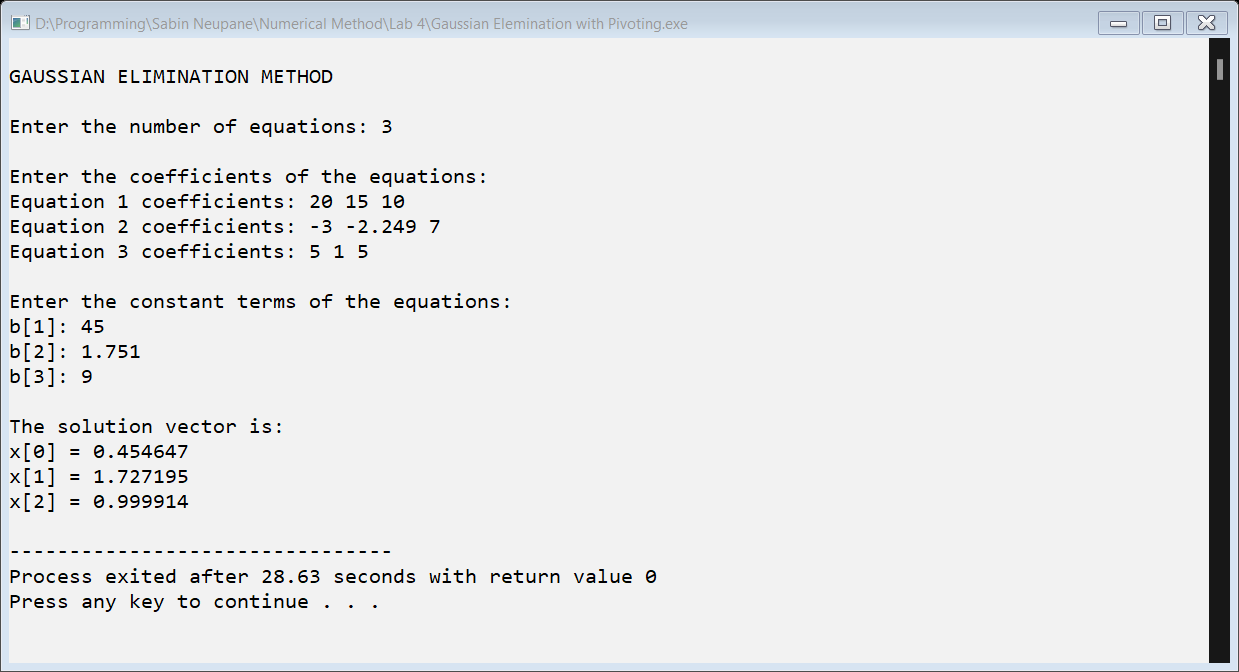 D:\Programming\Sabin Neupane\Numerical Method\Lab 4\Gaussian Elemination with Pivoting.exe
GAUSSIAN ELIMINATION METHOD
Enter the number of equations: 3
Enter the coefficients of the equations:
Equation 1 coefficients: 20 15 10
Equation 2 coefficients: -3 -2.249 7
Equation 3 coefficients: 5 1 5
Enter the constant terms of the equations:
b[1]: 45
b[2]: 1.751
b[3]: 9
The solution vector is:
x[0] = 0.454647
x[1] = 1.727195
x[2] = 0.999914
--------------------------------
Process exited after 28.63 seconds with return value 0
Press any key to continue . . .